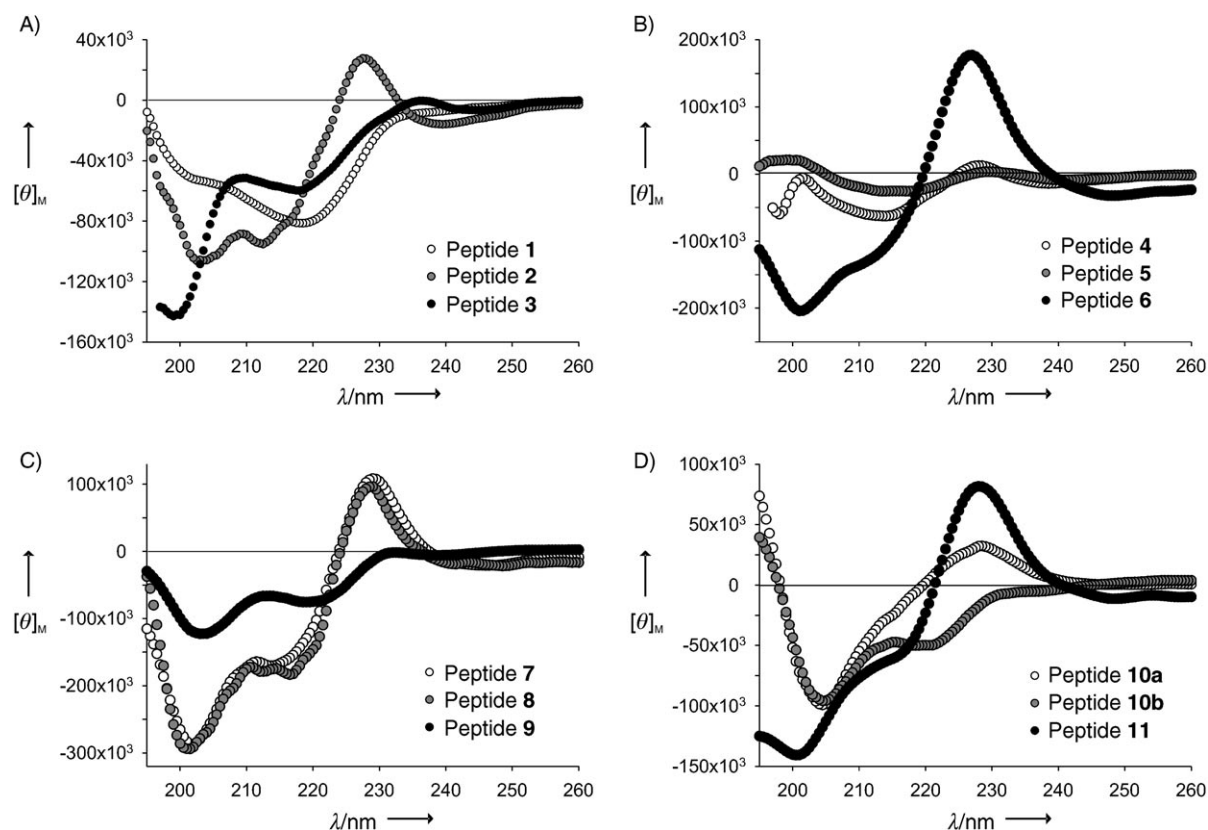 A)
40x10³
0
-40x10³
-80x10³
-120x10³
-160x10³
[θ]M
Peptide 1
Peptide 2
Peptide 3
200 210 220 230 240 250 260
λ/nm
B)
200x10³
100x10³
0
-100x10³
-200x10³
[θ]M
Peptide 4
Peptide 5
Peptide 6
200 210 220 230 240 250 260
λ/nm
C)
100x10³
0
-100x10³
-200x10³
-300x10³
[θ]M
Peptide 7
Peptide 8
Peptide 9
200 210 220 230 240 250 260
λ/nm
D)
100x10³
50x10³
0
-50x10³
-100x10³
-150x10³
[θ]M
Peptide 10a
Peptide 10b
Peptide 11
200 210 220 230 240 250 260
λ/nm